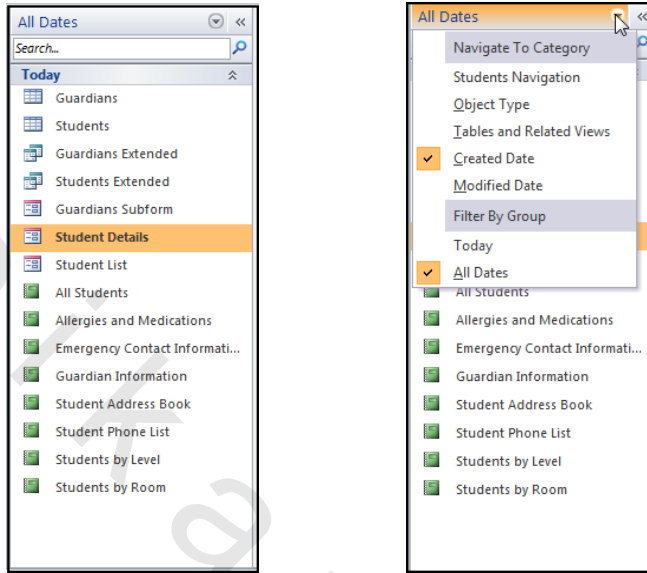 All Dates
Search...
Today
Guardians
Students
Guardians Extended
Students Extended
Guardians Subform
Student Details
Student List
All Students
Allergies and Medications
Emergency Contact Informati...
Guardian Information
Student Address Book
Student Phone List
Students by Level
Students by Room
All Dates
Navigate To Category
Students Navigation
Object Type
Tables and Related Views
Created Date
Modified Date
Filter By Group
Today
All Dates
All Students
Allergies and Medications
Emergency Contact Informati...
Guardian Information
Student Address Book
Student Phone List
Students by Level
Students by Room